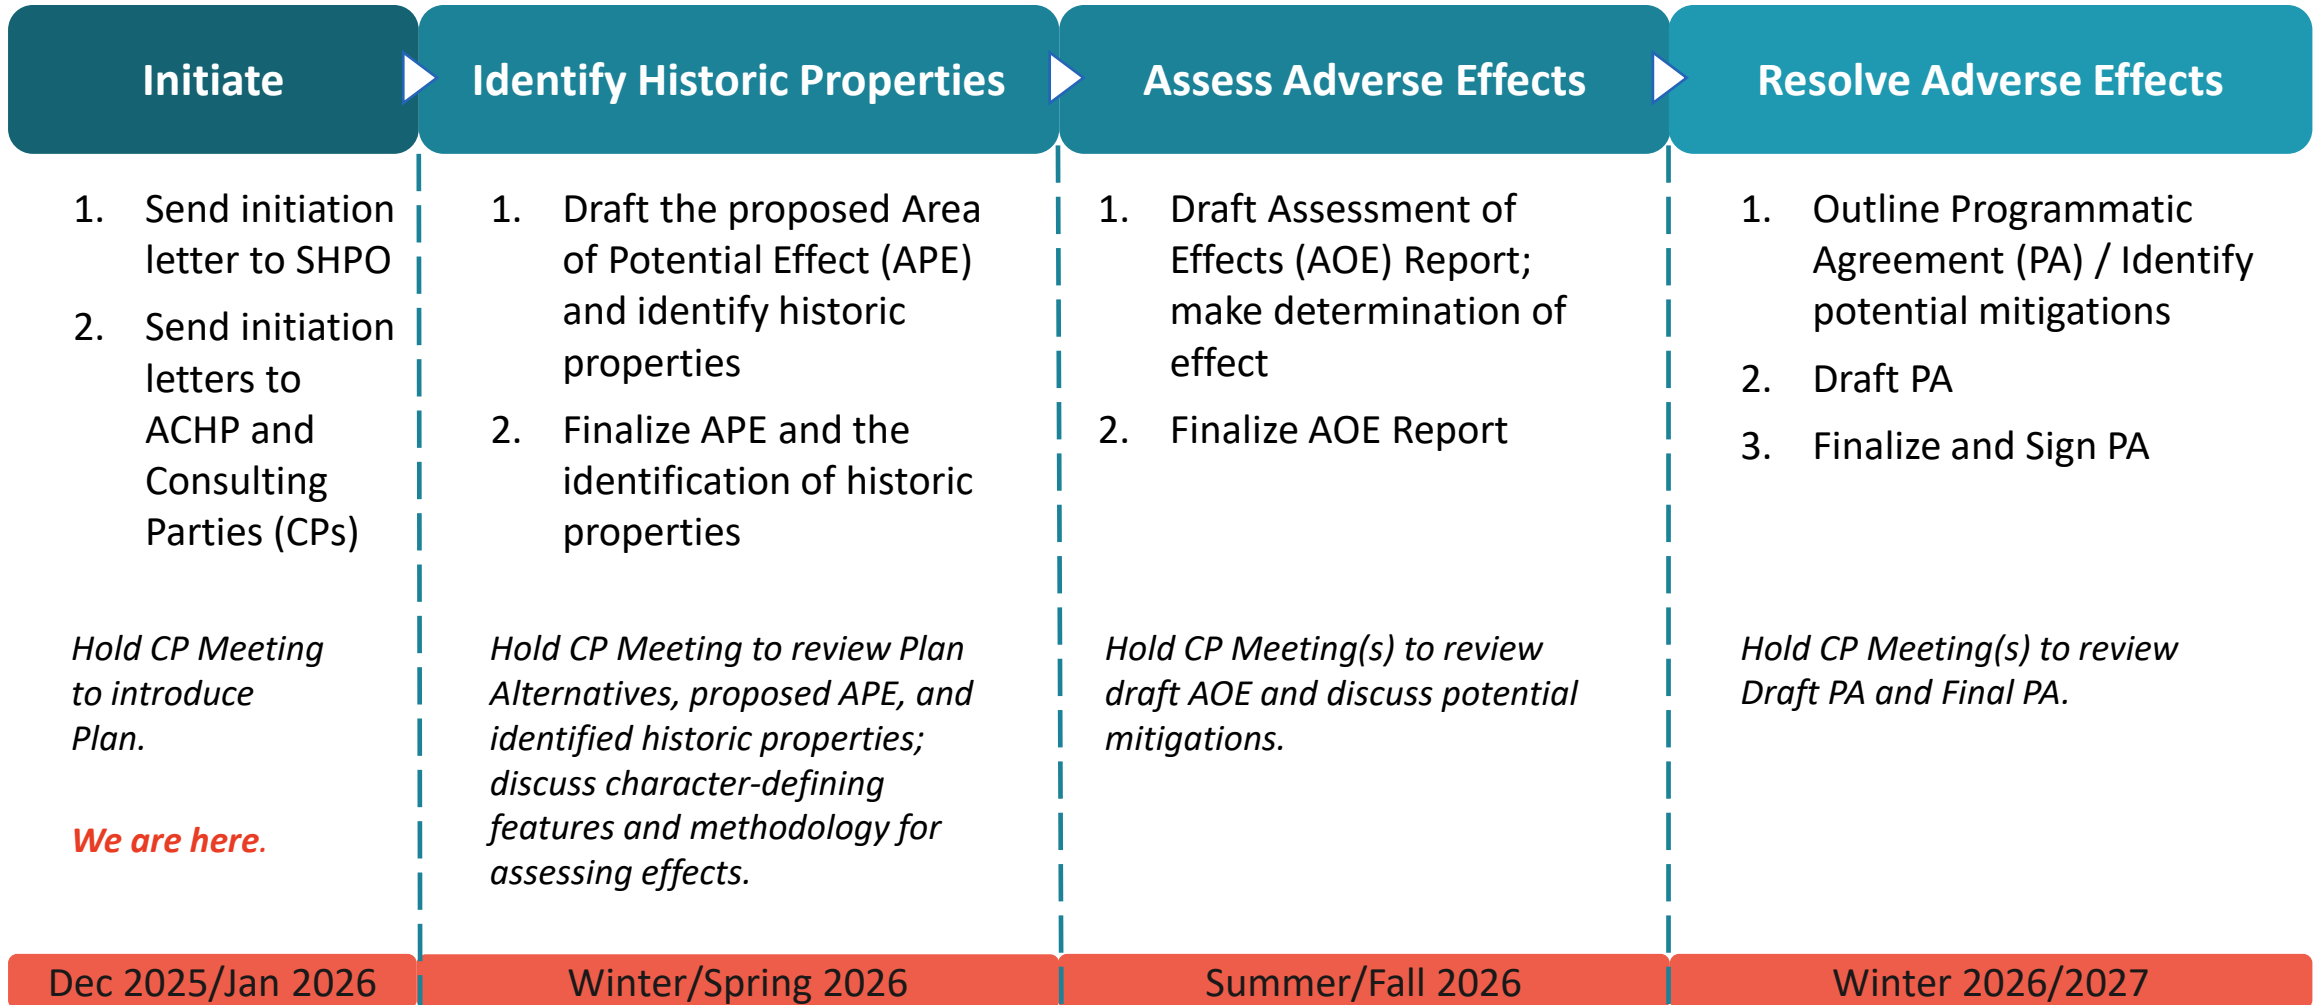 Initiate
Identify Historic Properties
Assess Adverse Effects
Resolve Adverse Effects
1. Send initiation
letter to SHPO
2. Send initiation
letters to
ACHP and
Consulting
Parties (CPs)
Hold CP Meeting
to introduce
Plan.
We are here.
Dec 2025/Jan 2026
1. Draft the proposed Area
of Potential Effect (APE)
and identify historic
properties
2. Finalize APE and the
identification of historic
properties
Hold CP Meeting to review Plan
Alternatives, proposed APE, and
identified historic properties;
discuss character-defining
features and methodology for
assessing effects.
Winter/Spring 2026
1. Draft Assessment of
Effects (AOE) Report;
make determination of
effect
2. Finalize AOE Report
Hold CP Meeting(s) to review
draft AOE and discuss potential
mitigations.
Summer/Fall 2026
1. Outline Programmatic
Agreement (PA) / Identify
potential mitigations
2. Draft PA
3. Finalize and Sign PA
Hold CP Meeting(s) to review
Draft PA and Final PA.
Winter 2026/2027